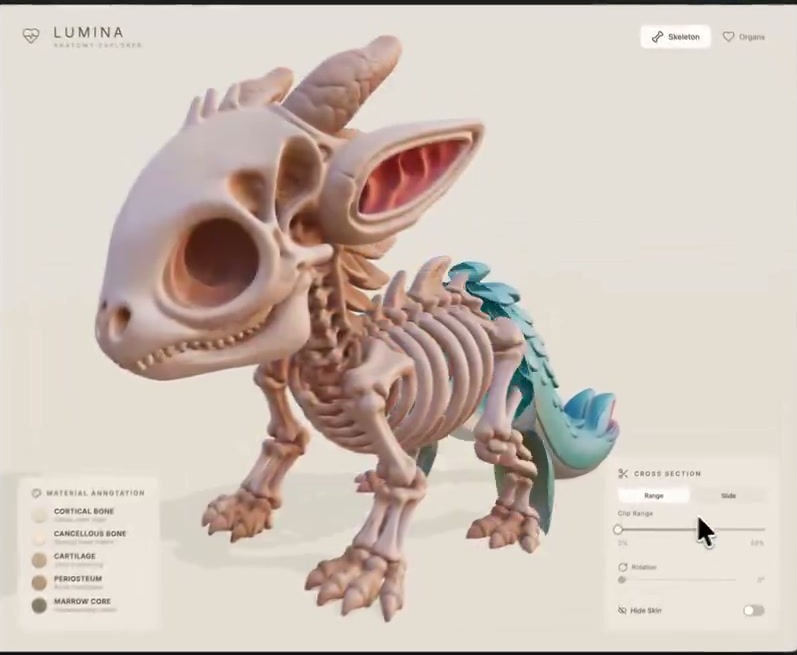 LUMINA
ANATOMY EXPLORER
Skeleton
Organs
MATERIAL ANNOTATION
CORTICAL BONE
CANCELLOUS BONE
CARTILAGE
PERIOSTEUM
MARROW CORE
CROSS SECTION
Range
Slide
Clip Range
0%
Rotation
0°
Hide Skin